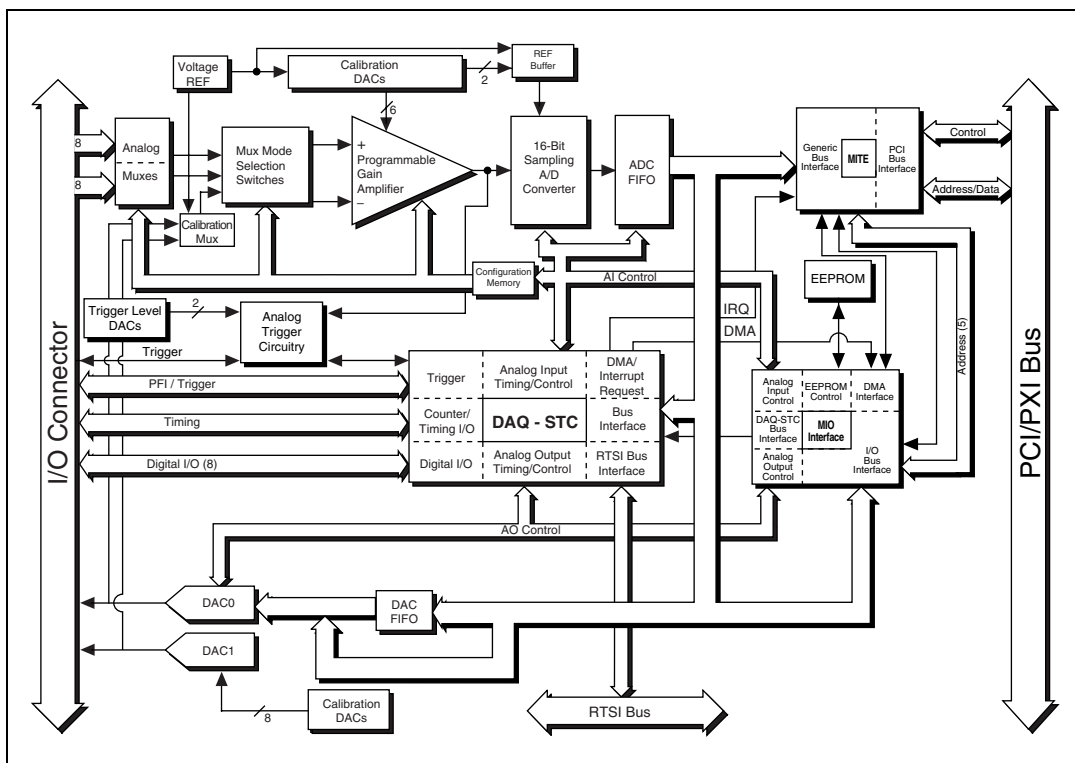 Voltage
REF
Calibration
DACs
2
REF
Buffer
6
8
8
Analog
Muxes
Mux Mode
Selection
Switches
+
Programmable
Gain
Amplifier
–
16-Bit
Sampling
A/D
Converter
ADC
FIFO
Generic
Bus
Interface
MITE
PCI
Bus
Interface
Control
Address/Data
Calibration
Mux
Configuration
Memory
AI Control
EEPROM
Trigger Level
DACs
2
Analog
Trigger
Circuitry
IRQ
DMA
Address (5)
I/O Connector
PCI/PXI Bus
Trigger
PFI / Trigger
Timing
Digital I/O (8)
Trigger
Analog Input
Timing/Control
DMA/
Interrupt
Request
Counter/
Timing I/O
DAQ - STC
Bus
Interface
Digital I/O
Analog Output
Timing/Control
RTSI Bus
Interface
Analog
Input
Control
EEPROM
Control
DMA
Interface
DAQ-STC
Bus
Interface
MIO
Interface
Analog
Output
Control
I/O
Bus
Interface
AO Control
DAC0
DAC
FIFO
DAC1
8
Calibration
DACs
RTSI Bus